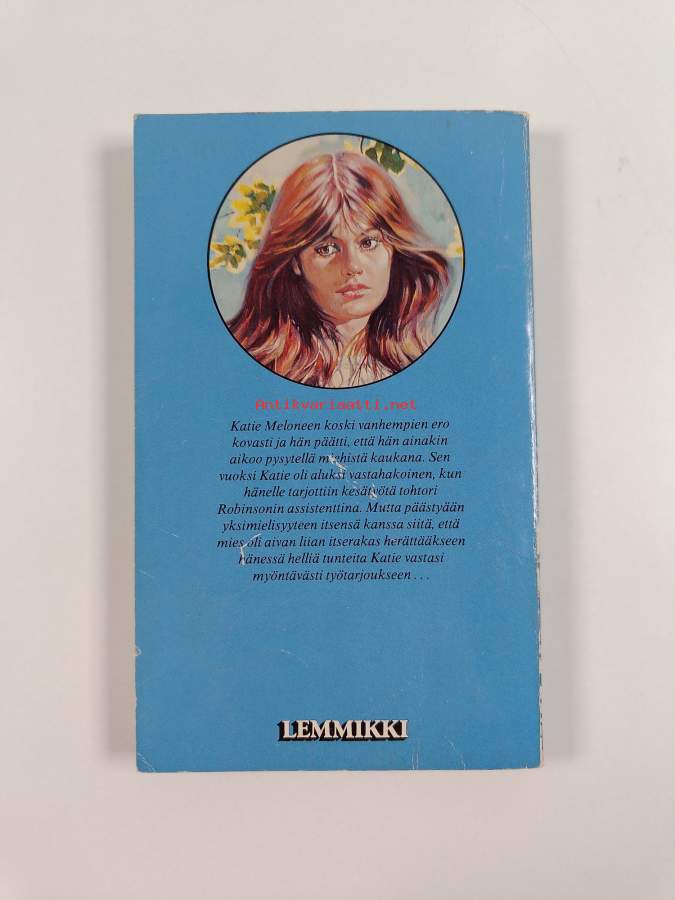 Antikvariaatti.net
Katie Meloneen koski vanhempien ero
kovasti ja hän päätti, että hän ainakin
aikoo pysytellä miehistä kaukana. Sen
vuoksi Katie oli aluksi vastahakoinen, kun
hänelle tarjottiin kesätyötä tohtori
Robinsonin assistenttina. Mutta päästyään
yksimielisyyteen itsensä kanssa siitä, että
mies oli aivan liian itserakas herättääkseen
hänessä helliä tunteita Katie vastasi
myöntävästi työtarjoukseen . . .
LEMMIKKI